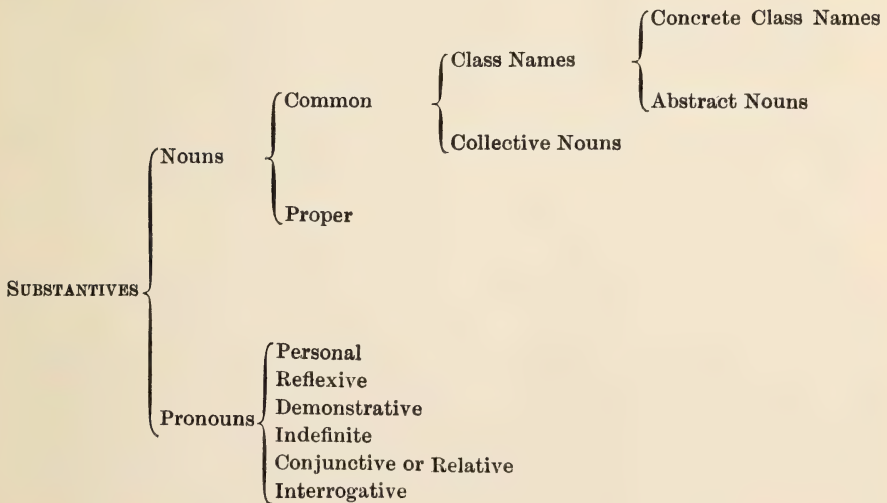 Concrete Class Names
Class Names
Common
Abstract Nouns
Nouns
Collective Nouns
Proper
SUBSTANTIVES
Personal
Reflexive
Demonstrative
Pronouns
Indefinite
Conjunctive or Relative
Interrogative